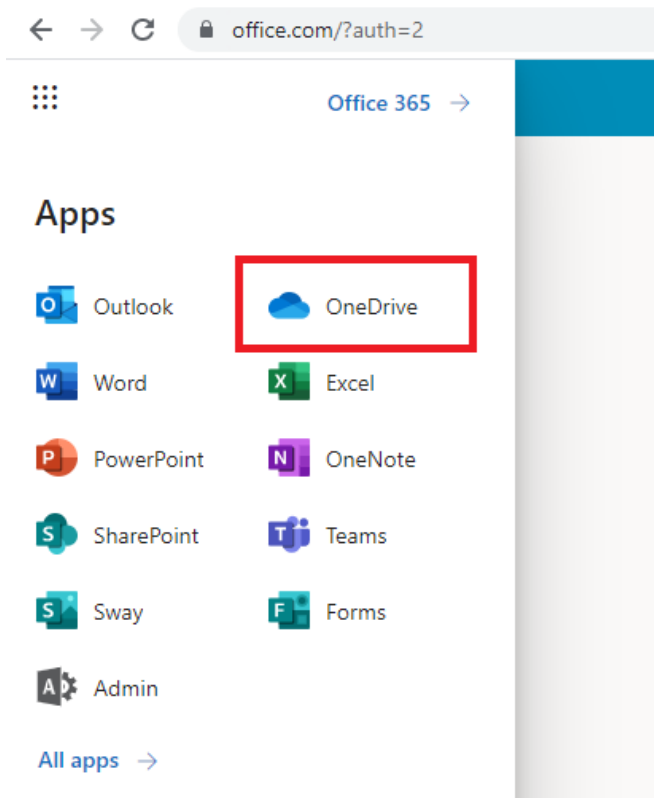 office.com/?auth=2
Office 365
Apps
Outlook
OneDrive
Word
Excel
PowerPoint
OneNote
SharePoint
Teams
Sway
Forms
Admin
All apps